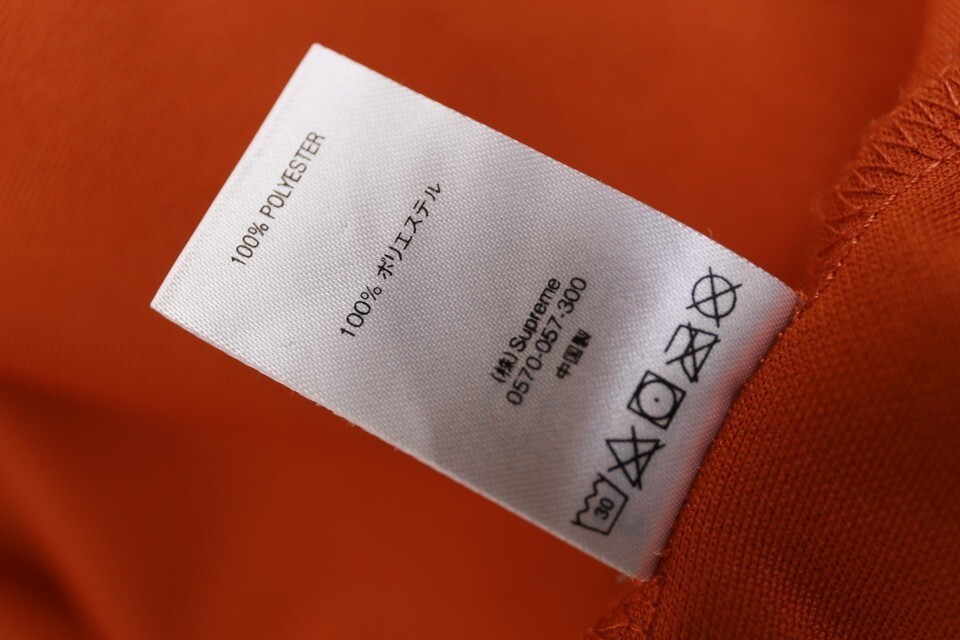 100% POLYESTER
100% ポリエステル
(株) Supreme
0570-057-300
中国製
30